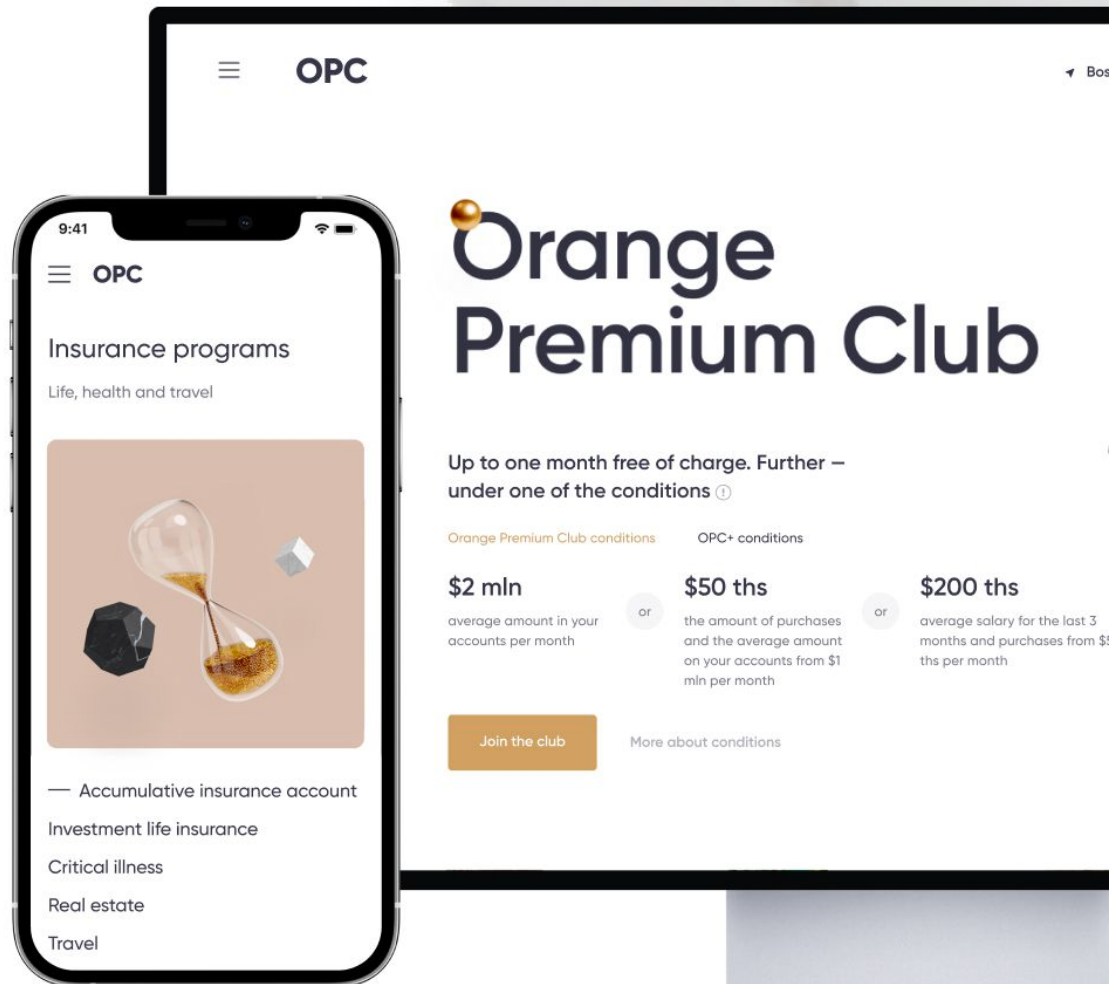 OPC
Orange
Premium Club
Up to one month free of charge. Further —
under one of the conditions
Orange Premium Club conditions
OPC+ conditions
$2 mln
average amount in your
accounts per month
or
$50 ths
the amount of purchases
and the average amount
on your accounts from $1
mln per month
or
$200 ths
average salary for the last 3
months and purchases from
ths per month
Join the club
More about conditions
9:41
OPC
Insurance programs
Life, health and travel
— Accumulative insurance account
Investment life insurance
Critical illness
Real estate
Travel